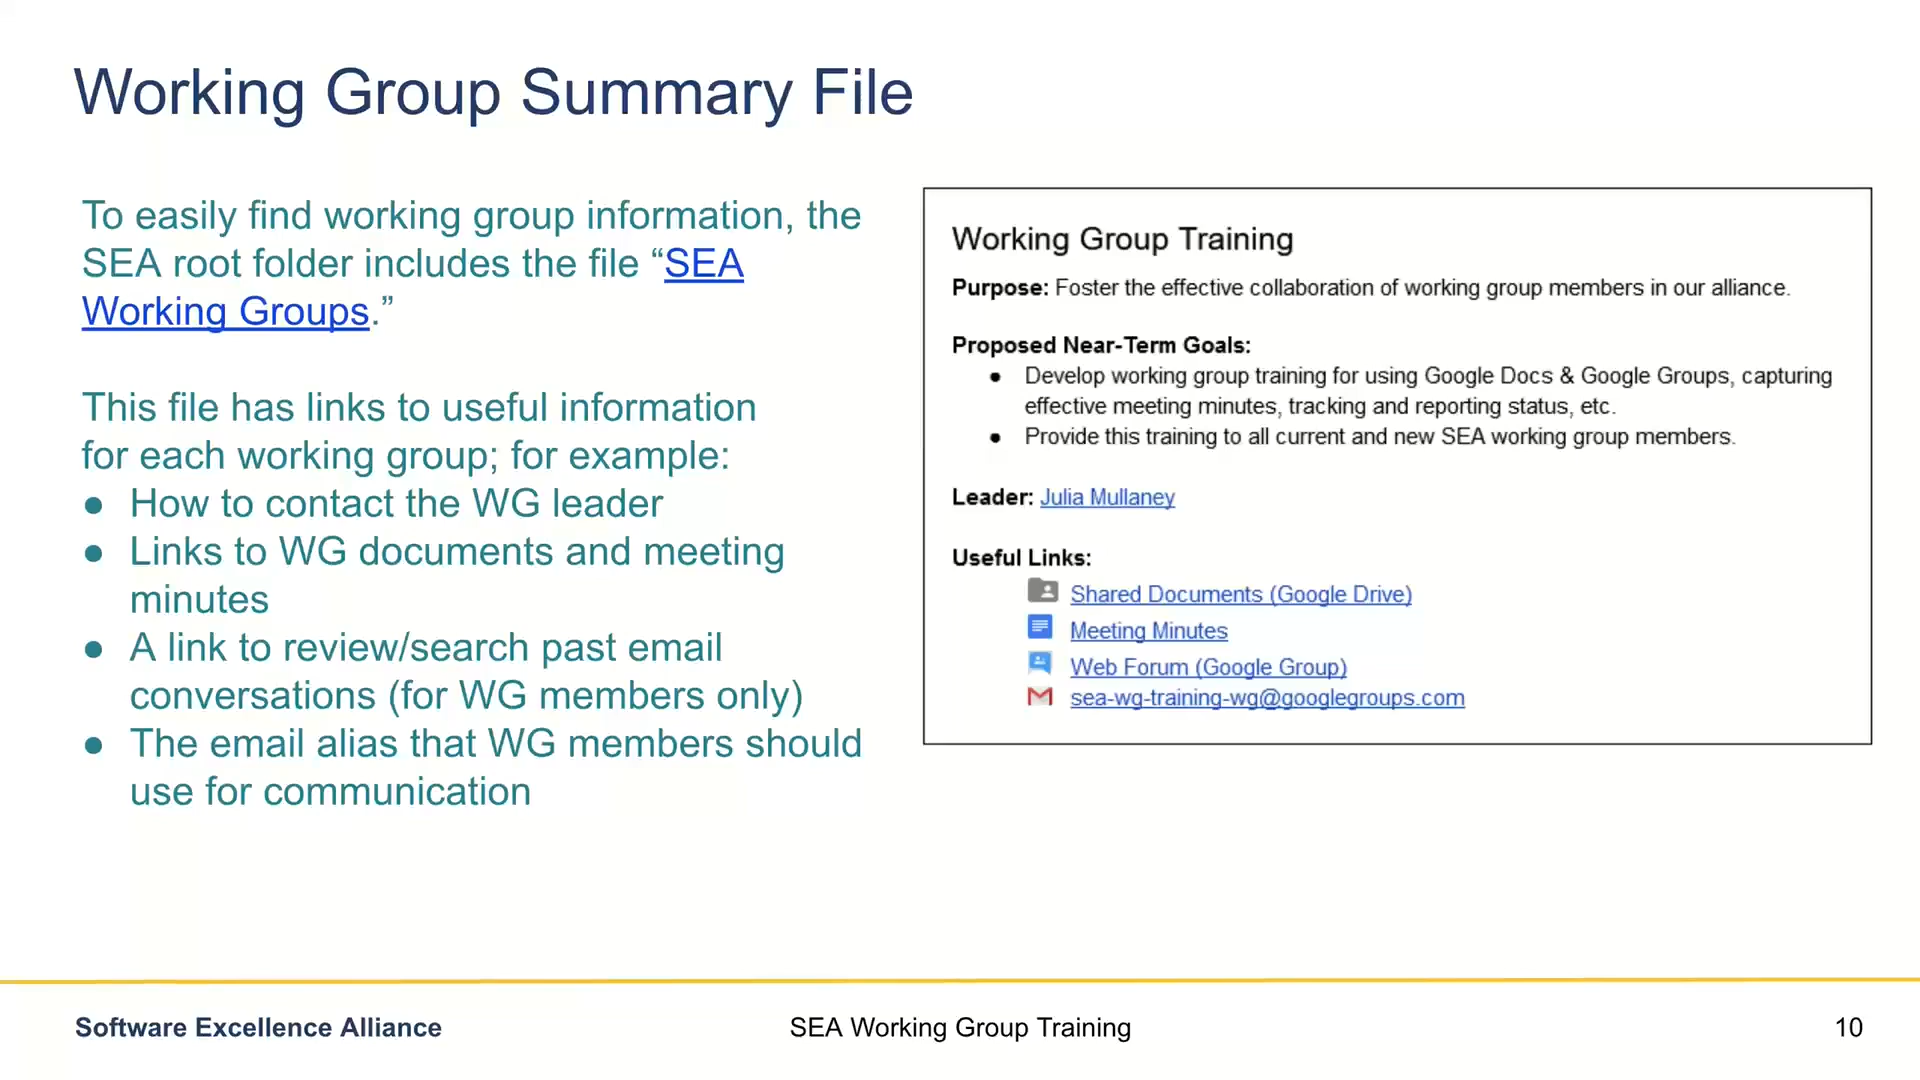 Working Group Summary File
To easily find working group information, the
SEA root folder includes the file “SEA
Working Groups.”
This file has links to useful information
for each working group; for example:
● How to contact the WG leader
● Links to WG documents and meeting
minutes
● A link to review/search past email
conversations (for WG members only)
● The email alias that WG members should
use for communication
Working Group Training
Purpose: Foster the effective collaboration of working group members in our alliance.
Proposed Near-Term Goals:
● Develop working group training for using Google Docs & Google Groups, capturing
effective meeting minutes, tracking and reporting status, etc.
● Provide this training to all current and new SEA working group members.
Leader: Julia Mullaney
Useful Links:
Shared Documents (Google Drive)
Meeting Minutes
Web Forum (Google Group)
sea-wg-training-wg@googlegroups.com
Software Excellence Alliance
SEA Working Group Training
10